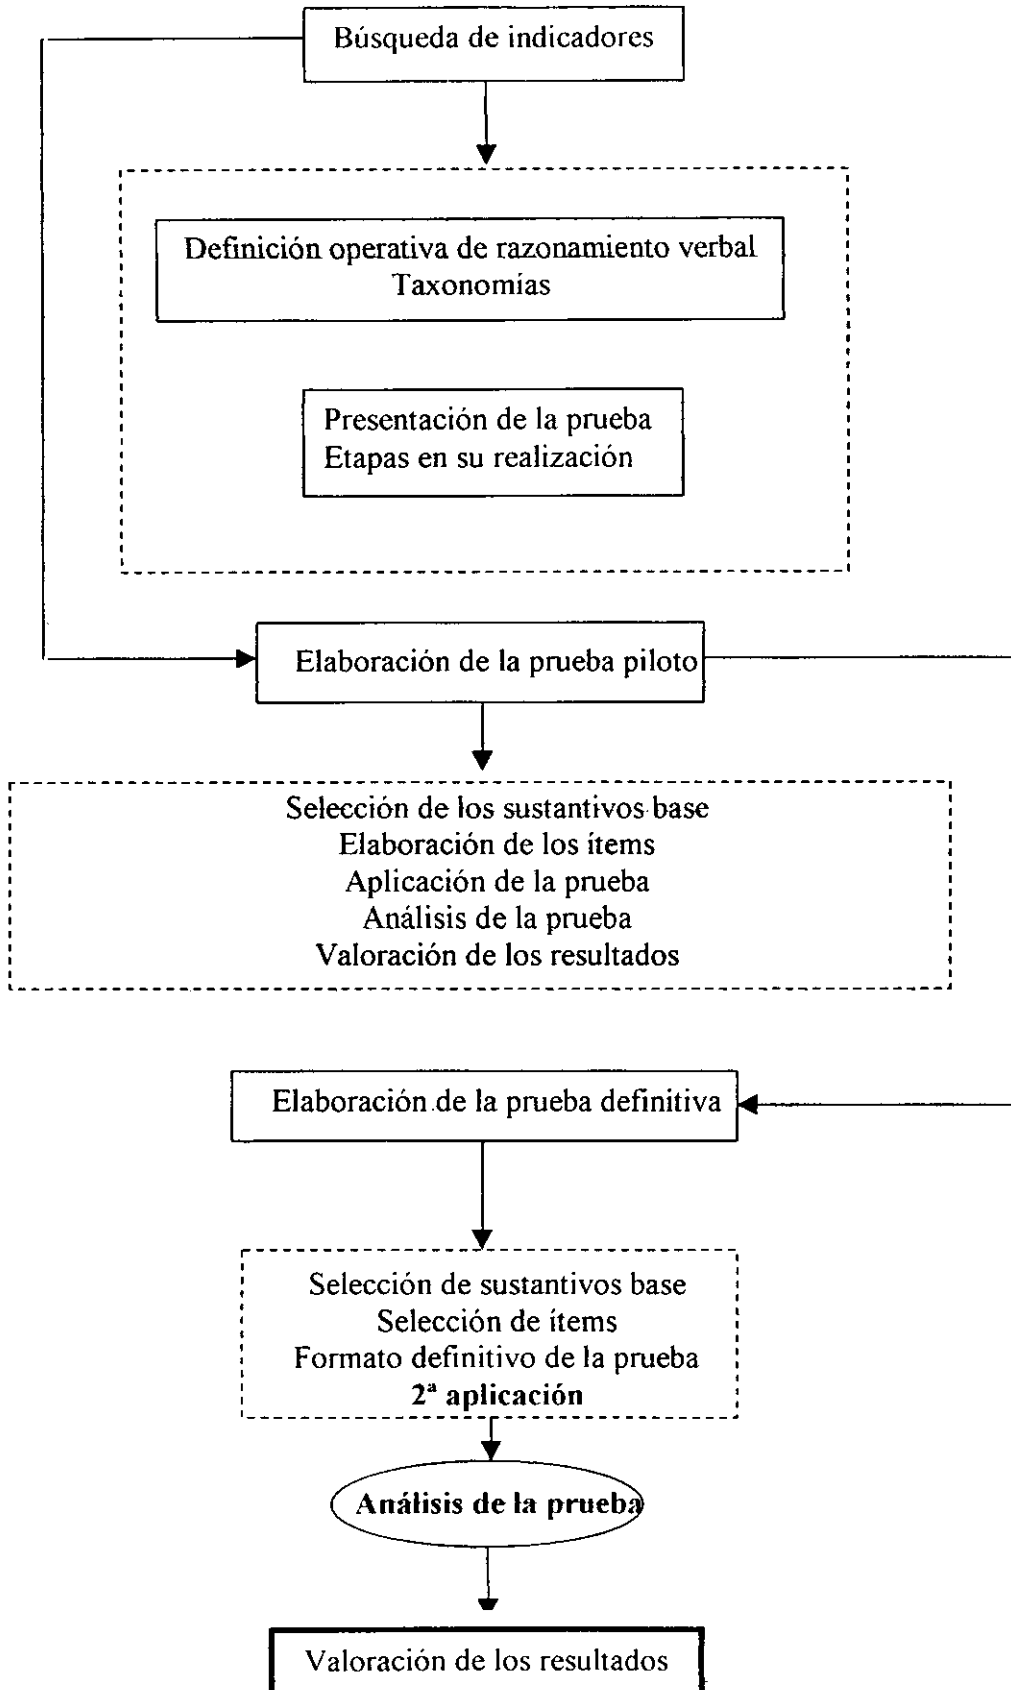 Búsqueda de indicadores
Definición operativa de razonamiento verbal
Taxonomías
Presentación de la prueba
Etapas en su realización
Elaboración de la prueba piloto
Selección de los sustantivos base
Elaboración de los ítems
Aplicación de la prueba
Análisis de la prueba
Valoración de los resultados
Elaboración de la prueba definitiva
Selección de sustantivos base
Selección de ítems
Formato definitivo de la prueba
2ª aplicación
Análisis de la prueba
Valoración de los resultados